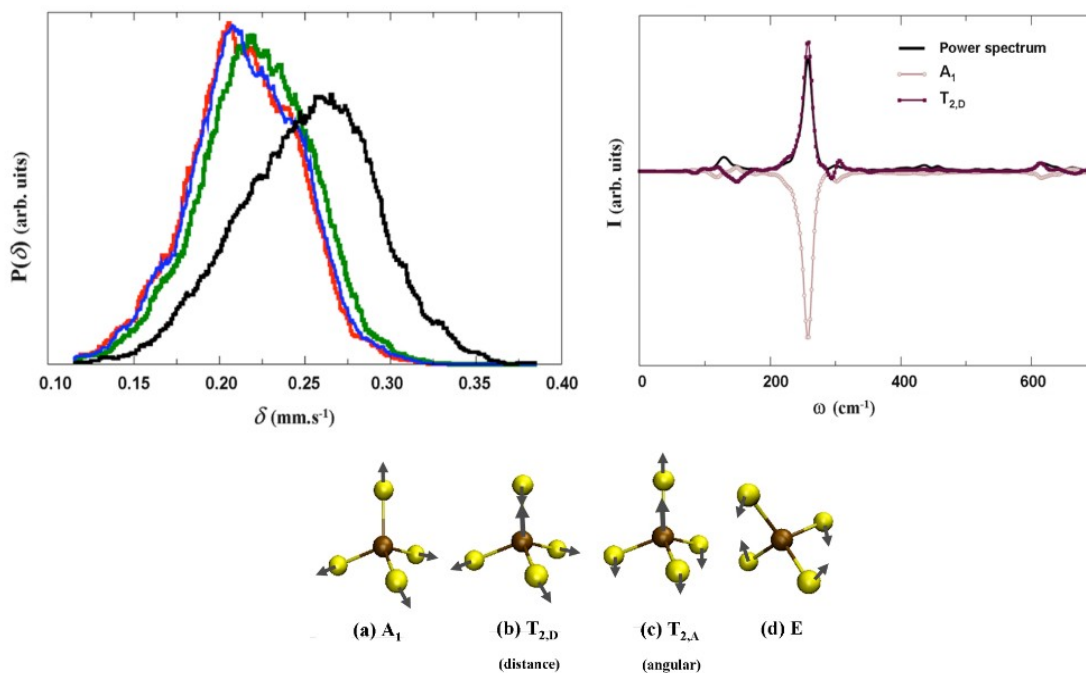 P(δ) (arb. uits)
0.10 0.15 0.20 0.25 0.30 0.35 0.40
δ (mm.s⁻¹)
I (arb. uits)
Power spectrum
A₁
T₂,D
0 200 400 600
ω (cm⁻¹)
(a) A₁ (b) T₂,D (c) T₂,A (d) E
(distance) (angular)